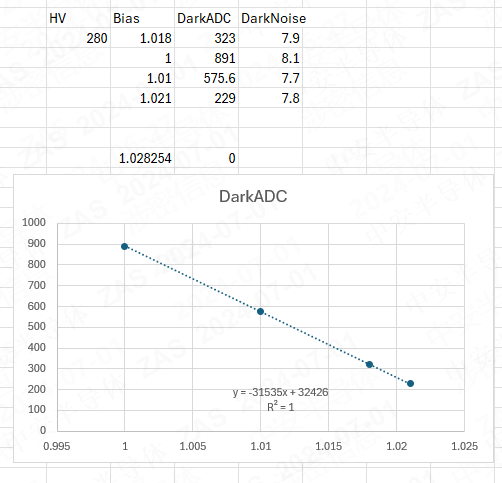 HV Bias DarkADC DarkNoise
280 1.018 323 7.9
1 891 8.1
1.01 575.6 7.7
1.021 229 7.8
1.028254 0
DarkADC
1000
900
800
700
600
500
400
300
200
100
0
y = -31535x + 32426
R² = 1
0.995 1 1.005 1.01 1.015 1.02 1.025